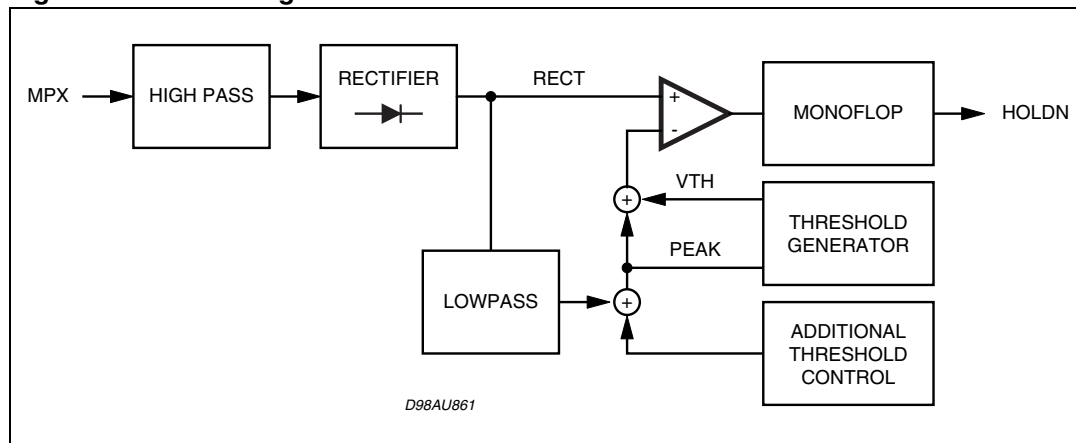 MPX
HIGH PASS
RECTIFIER
RECT
+
-
MONOFLOP
HOLDN
VTH
+
THRESHOLD
GENERATOR
PEAK
LOWPASS
+
ADDITIONAL
THRESHOLD
CONTROL
D98AU861